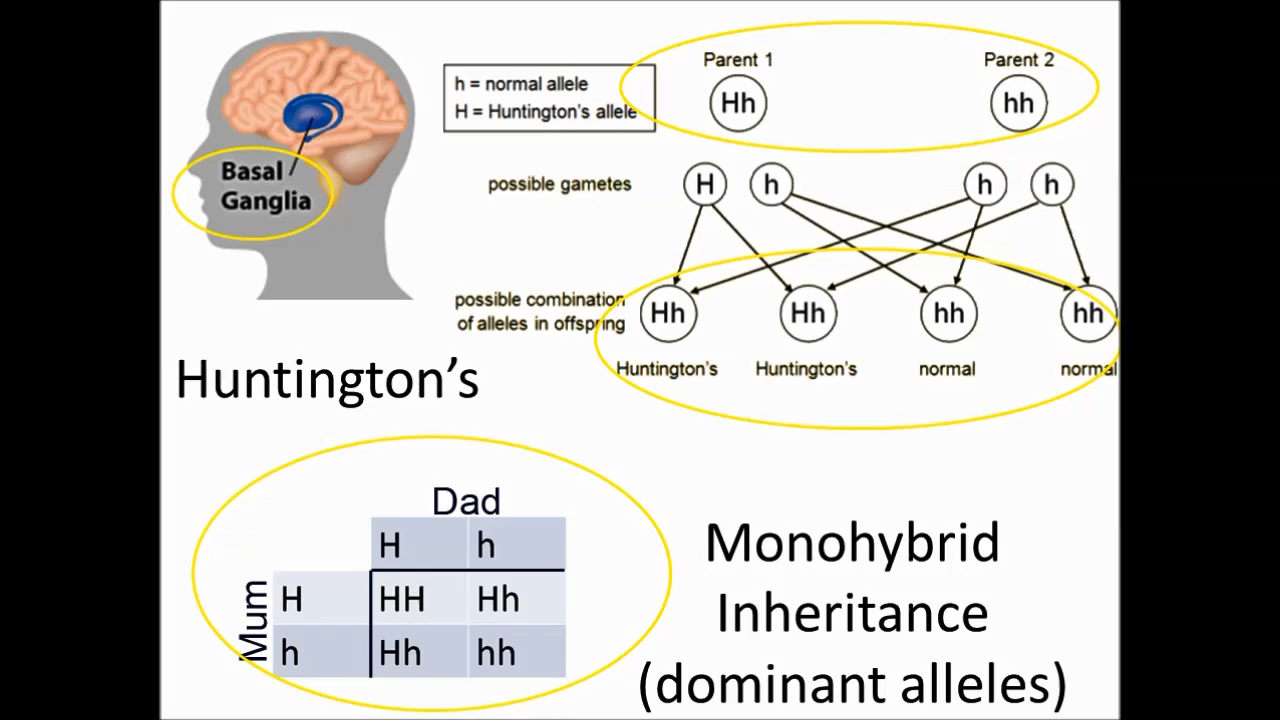 Basal
Ganglia
Huntington's
h = normal allele
H = Huntington's allele
Parent 1
Parent 2
Hh
hh
possible gametes
H
h
h
h
possible combination
of alleles in offspring
Hh
Hh
hh
hh
Huntington's
Huntington's
normal
normal
Dad
H h
Mum
H HH Hh
h Hh hh
Monohybrid
Inheritance
(dominant alleles)